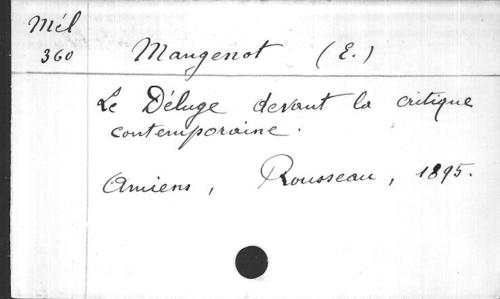 Mél
360
Mangenot (E.)
Le Déluge devant la critique
contemporaine.
Amiens, Rousseau, 1895.